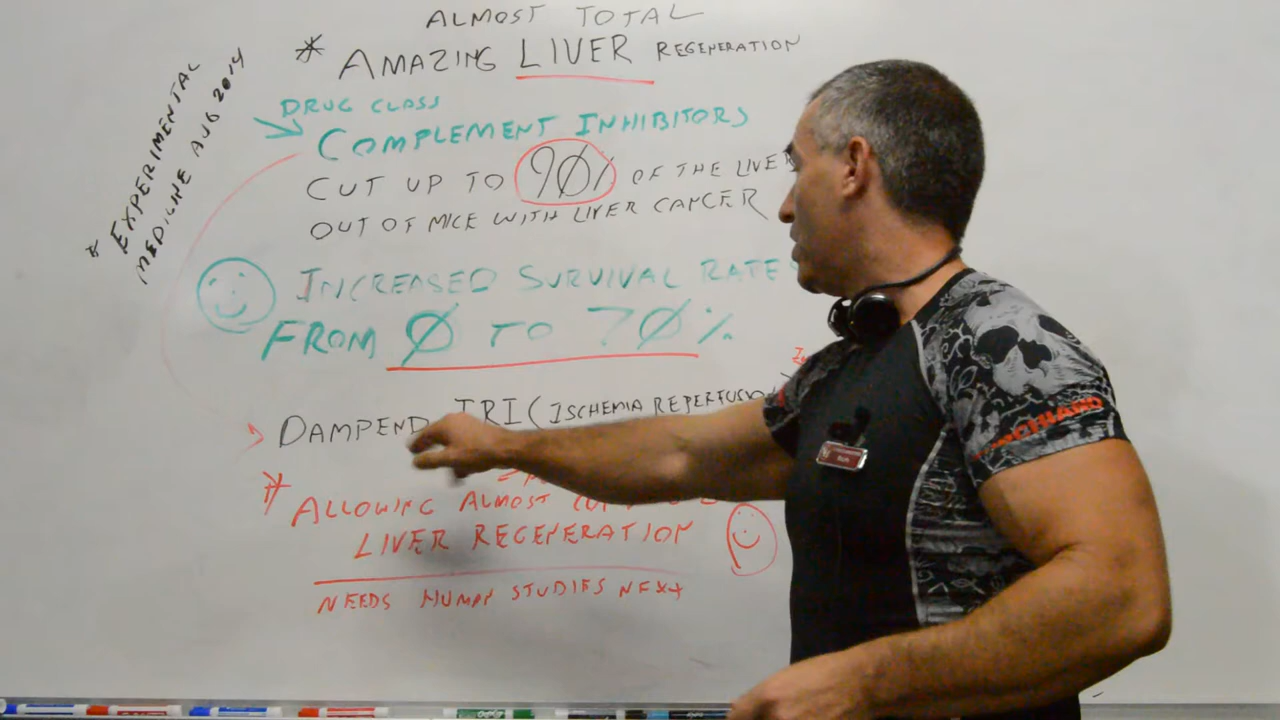 ALMOST TOTAL
* AMAZING LIVER REGENERATION
* EXPERIMENTAL
MEDICINE AUG 2014
DRUG CLASS
COMPLEMENT INHIBITORS
CUT UP TO 90% OF THE LIVER
OUT OF MICE WITH LIVER CANCER
INCREASED SURVIVAL RATE
FROM 0 TO 70%
DAMPEND IRI (ISCHEMIA REPERFUSION
* ALLOWING ALMOST
LIVER REGENERATION
NEEDS HUMAN STUDIES NEXT